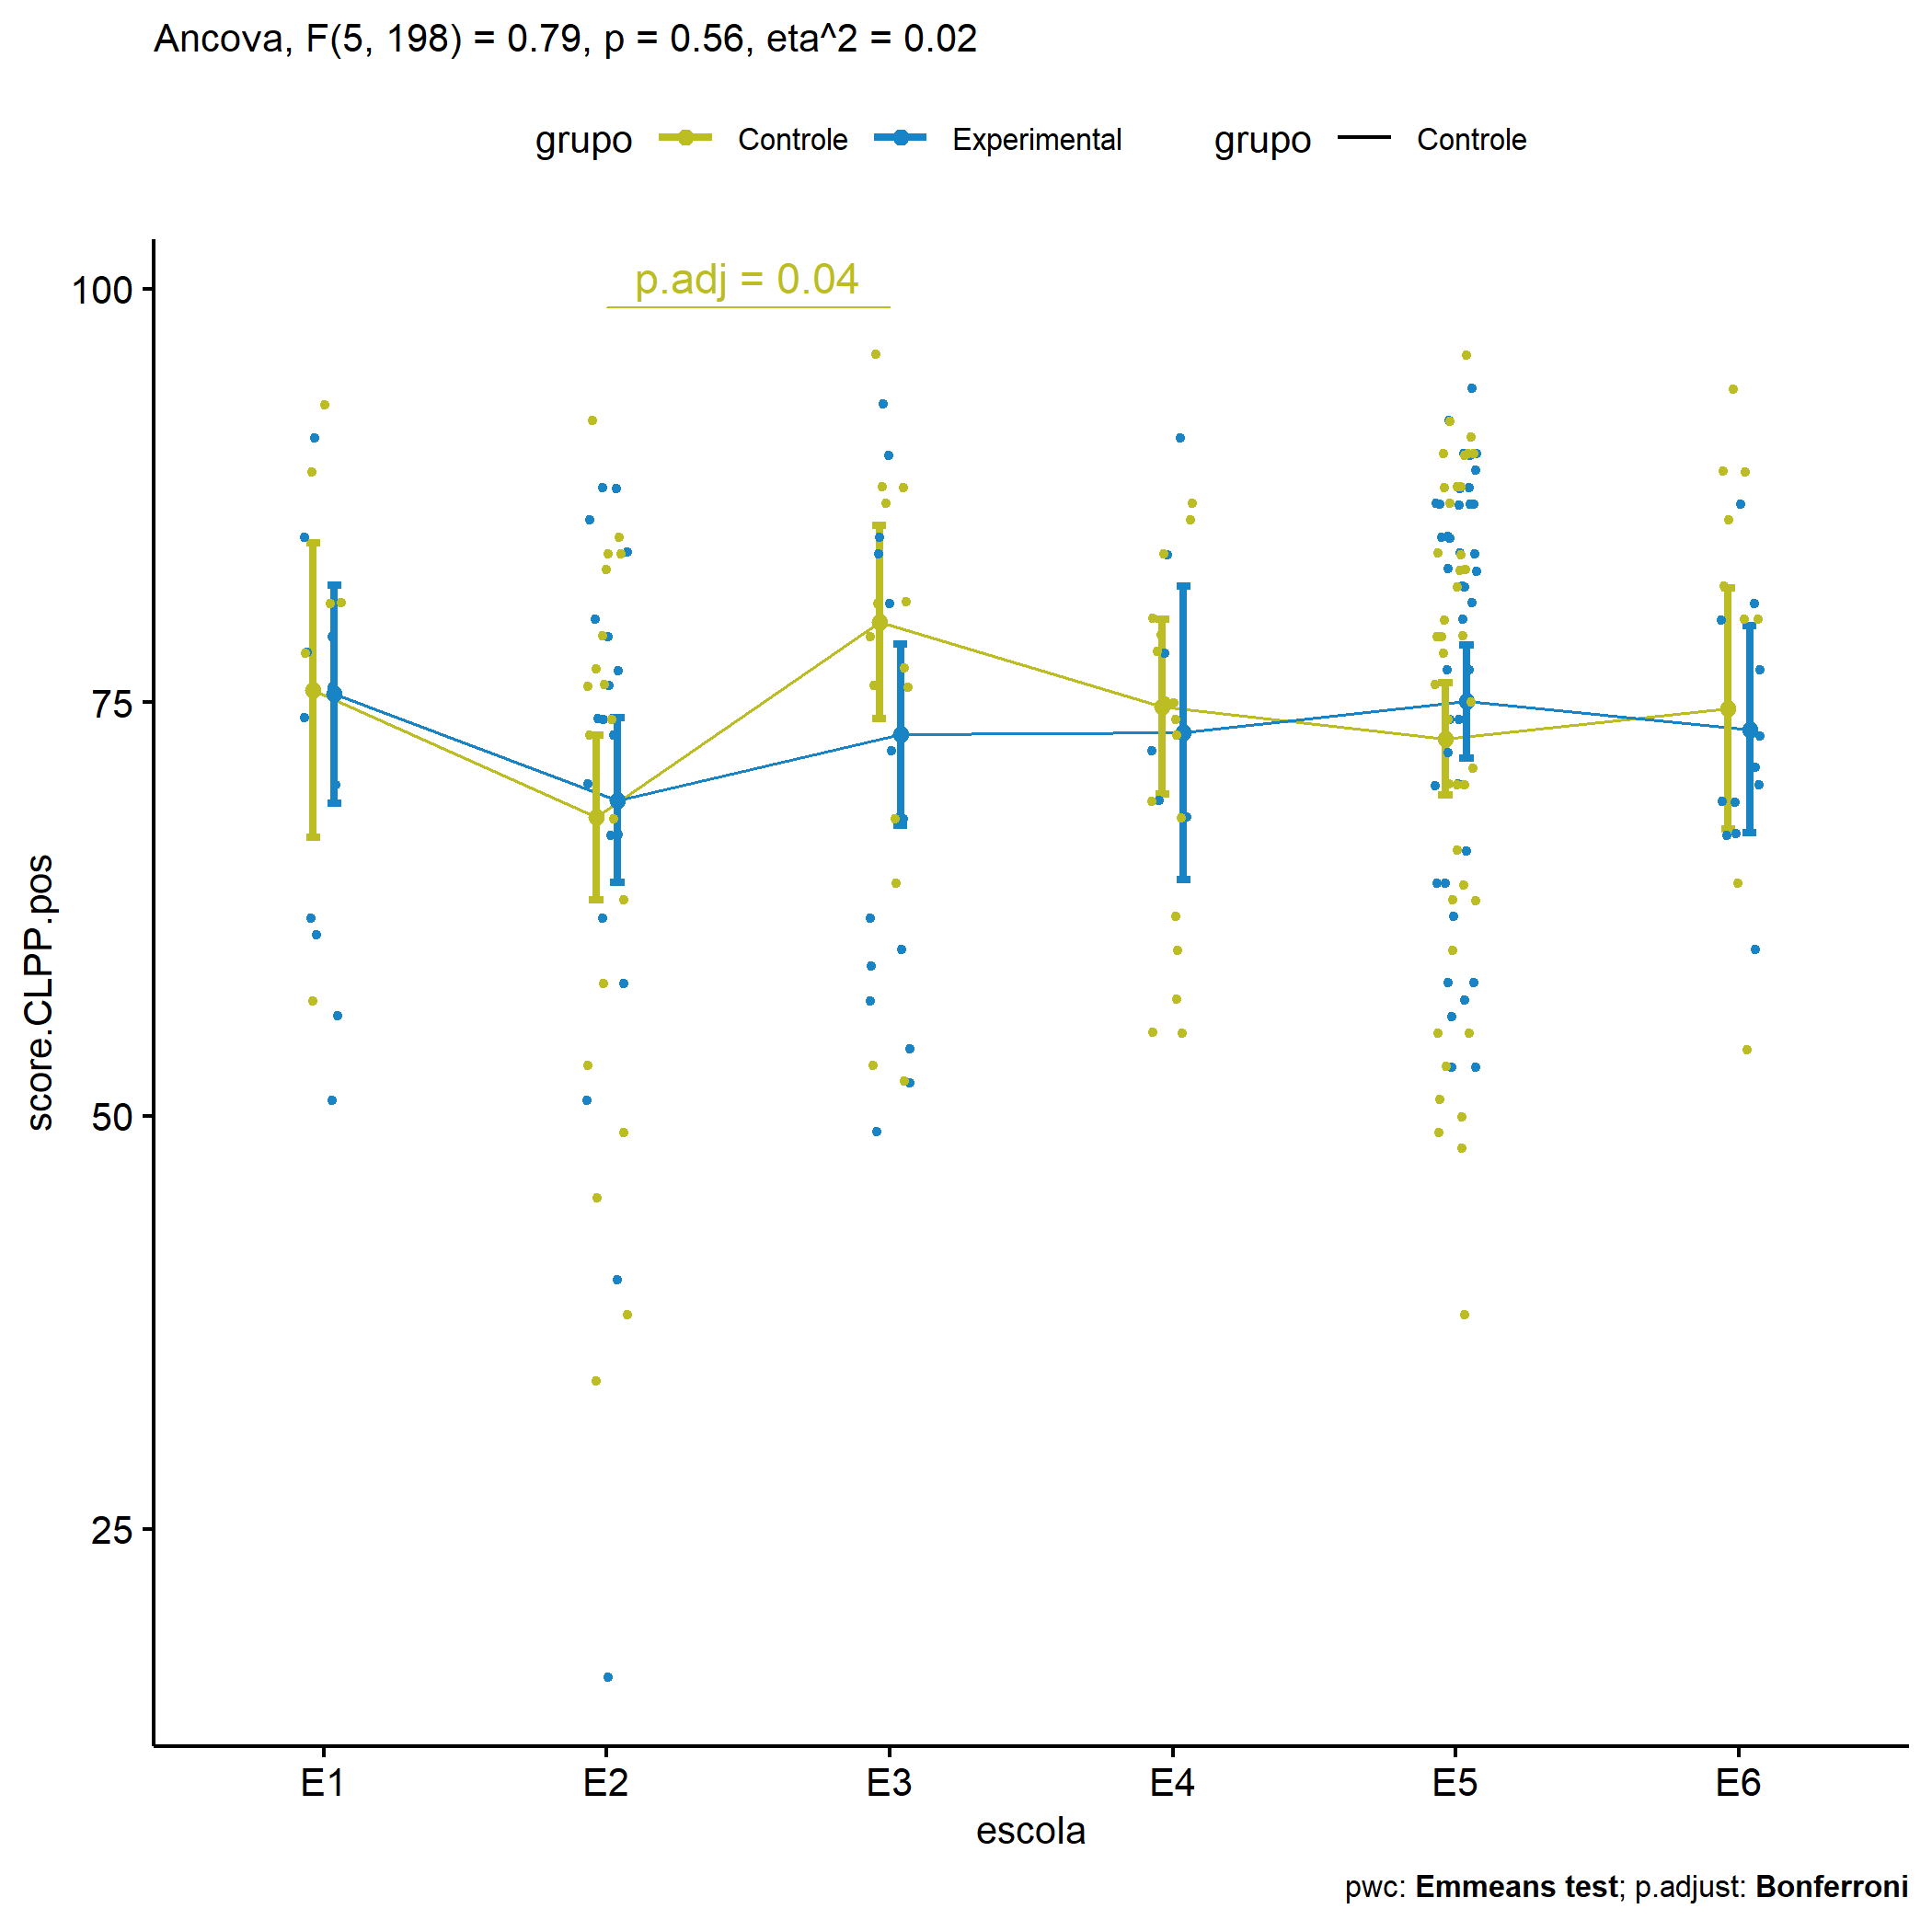 Ancova, F(5, 198) = 0.79, p = 0.56, eta^2 = 0.02
grupo Controle Experimental grupo Controle
p.adj = 0.04
100
75
50
25
score.CLPP.pos
E1 E2 E3 E4 E5 E6
escola
pwc: Emmeans test; p.adjust: Bonferroni